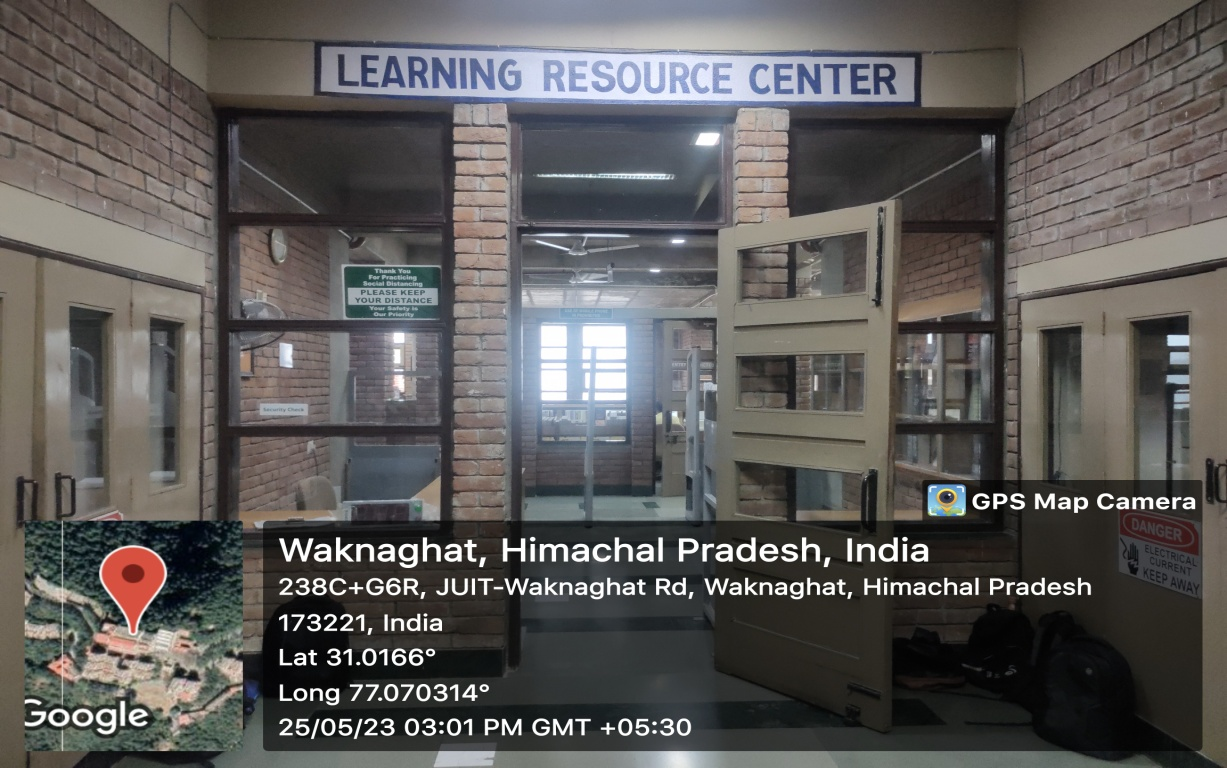 LEARNING RESOURCE CENTER
Thank You
For Practicing
Social Distancing
PLEASE KEEP
YOUR DISTANCE
Your Safety is
Our Priority
Security Check
GPS Map Camera
DANGER
ELECTRICAL
CURRENT
KEEP AWAY
Waknaghat, Himachal Pradesh, India
238C+G6R, JUIT-Waknaghat Rd, Waknaghat, Himachal Pradesh
173221, India
Lat 31.0166°
Long 77.070314°
25/05/23 03:01 PM GMT +05:30
Google